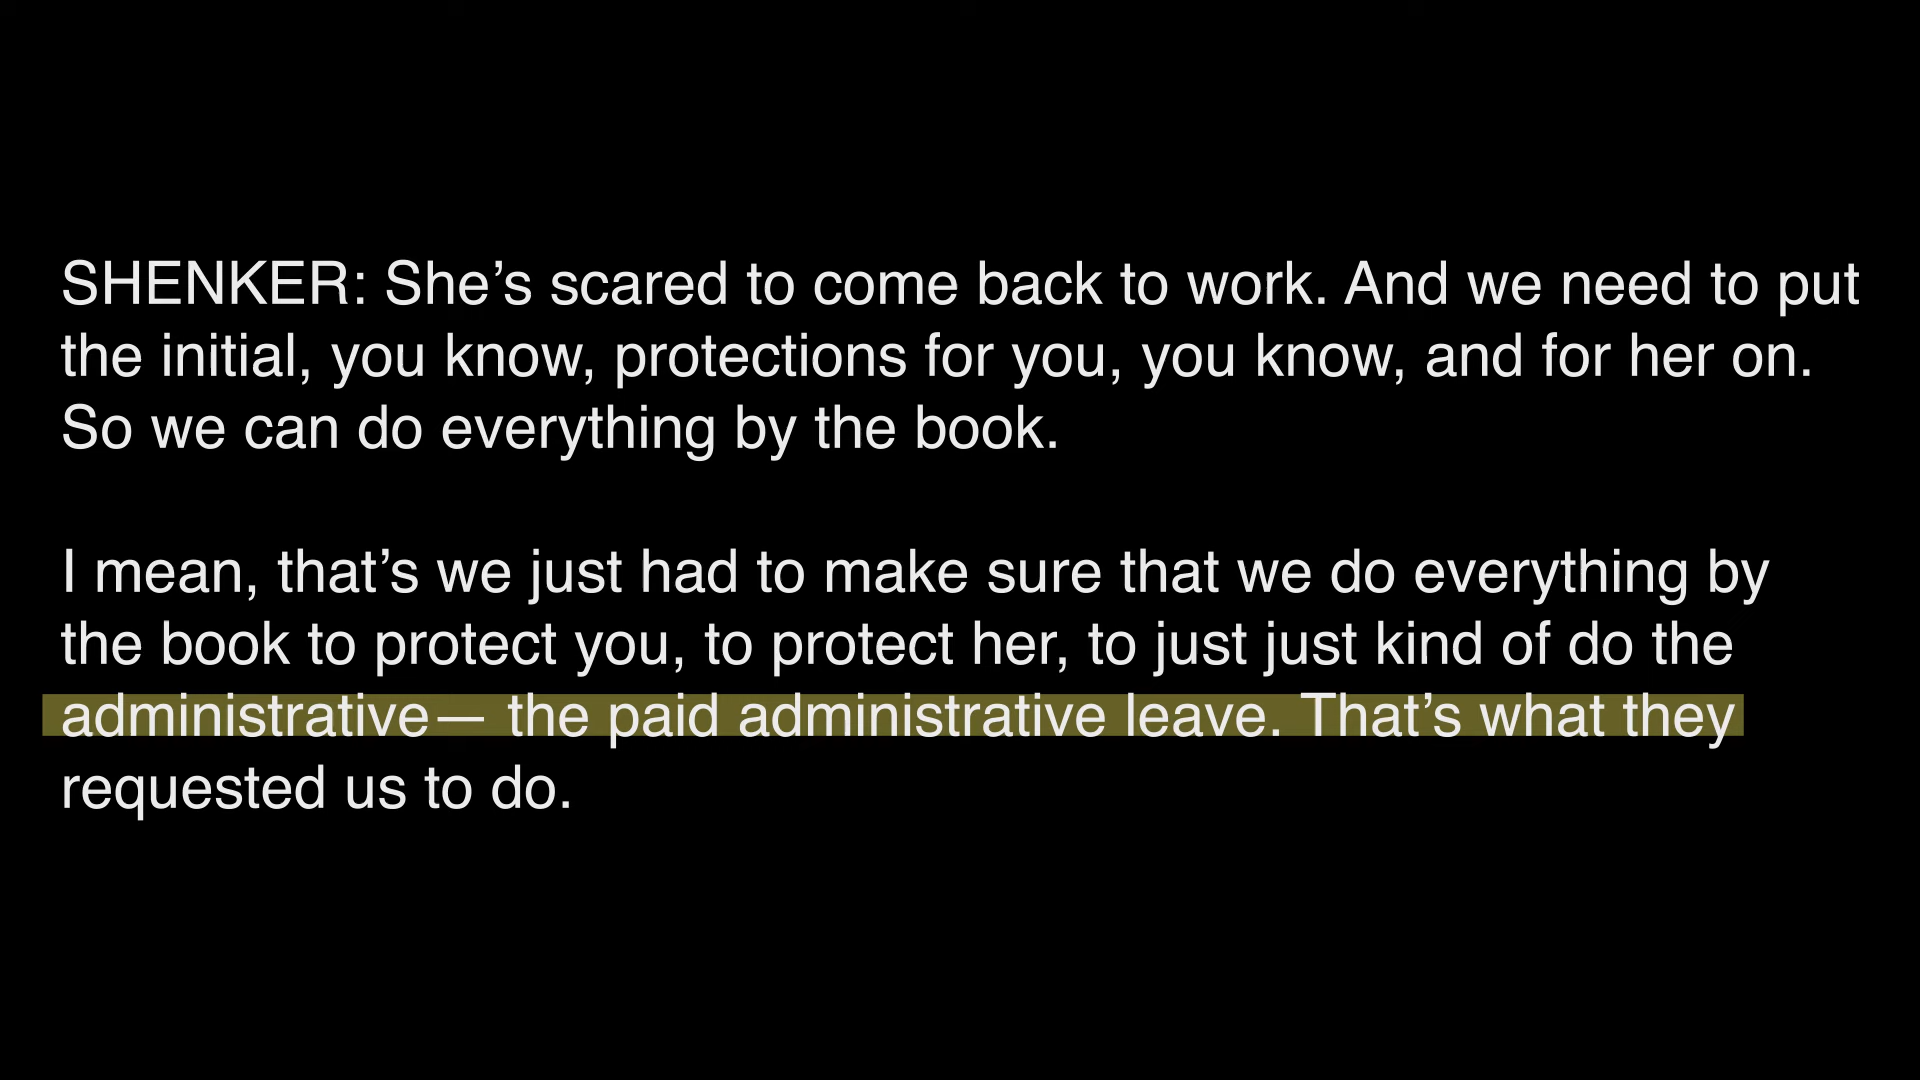 SHENKER: She’s scared to come back to work. And we need to put
the initial, you know, protections for you, you know, and for her on.
So we can do everything by the book.
I mean, that’s we just had to make sure that we do everything by
the book to protect you, to protect her, to just just kind of do the
administrative— the paid administrative leave. That’s what they
requested us to do.